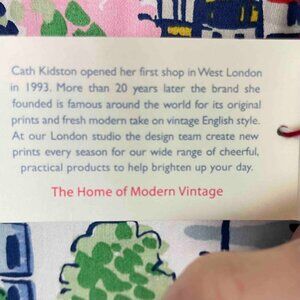 Cath Kidston opened her first shop in West London
in 1993. More than 20 years later the brand she
founded is famous around the world for its original
prints and fresh modern take on vintage English style.
At our London studio the design team create new
prints every season for our wide range of cheerful,
practical products to help brighten up your day.
The Home of Modern Vintage